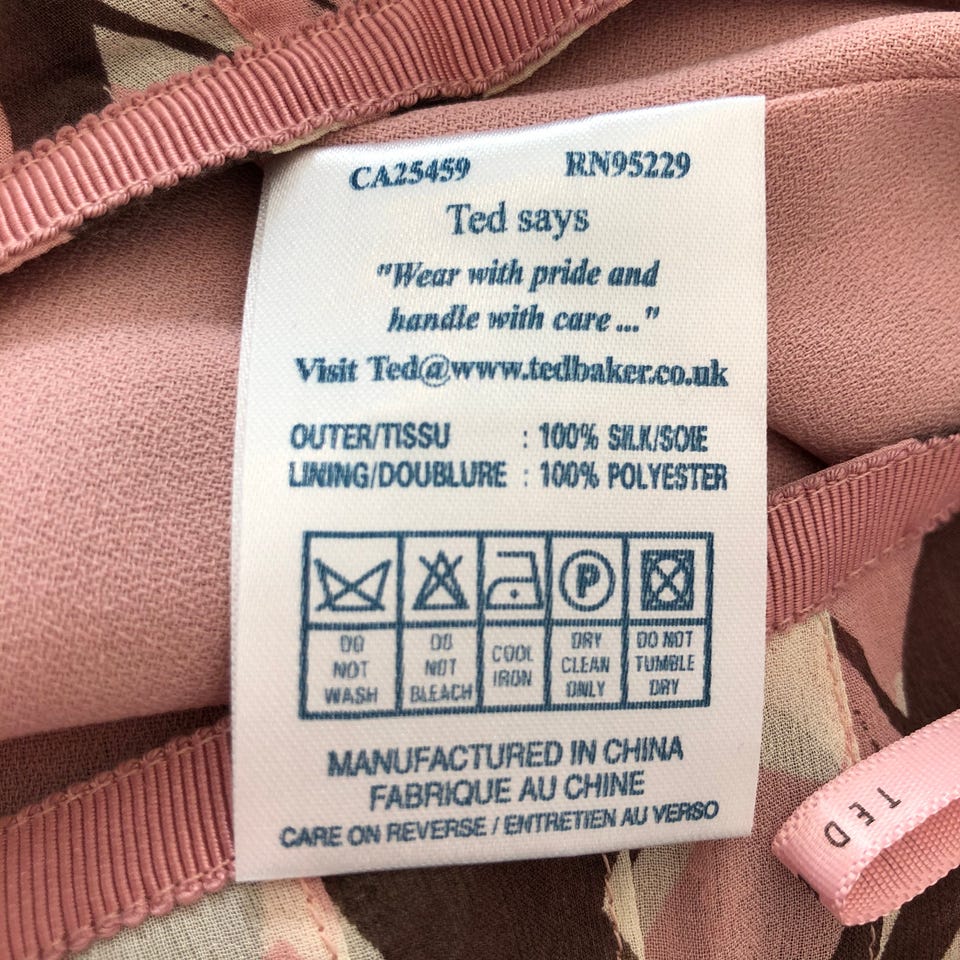 CA25459 RN95229
Ted says
"Wear with pride and
handle with care ..."
Visit Ted@www.tedbaker.co.uk
OUTER/TISSU : 100% SILK/SOIE
LINING/DOUBLURE : 100% POLYESTER
P
DO NOT WASH
DO NOT BLEACH
COOL IRON
DRY CLEAN ONLY
DO NOT TUMBLE DRY
MANUFACTURED IN CHINA
FABRIQUE AU CHINE
CARE ON REVERSE / ENTRETIEN AU VERSO
TED